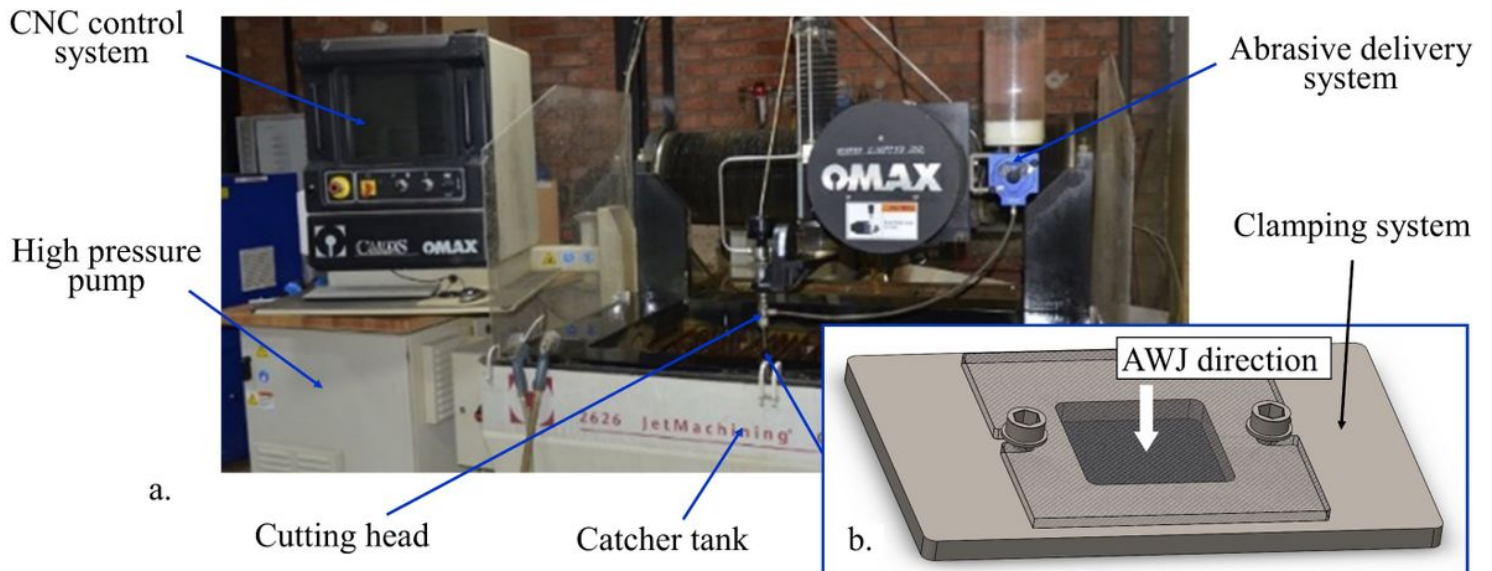 CNC control
system
Abrasive delivery
system
OMAX
Clamping system
High pressure
pump
OMAX
AWJ direction
2626 JetMachining
a.
Cutting head
Catcher tank
b.